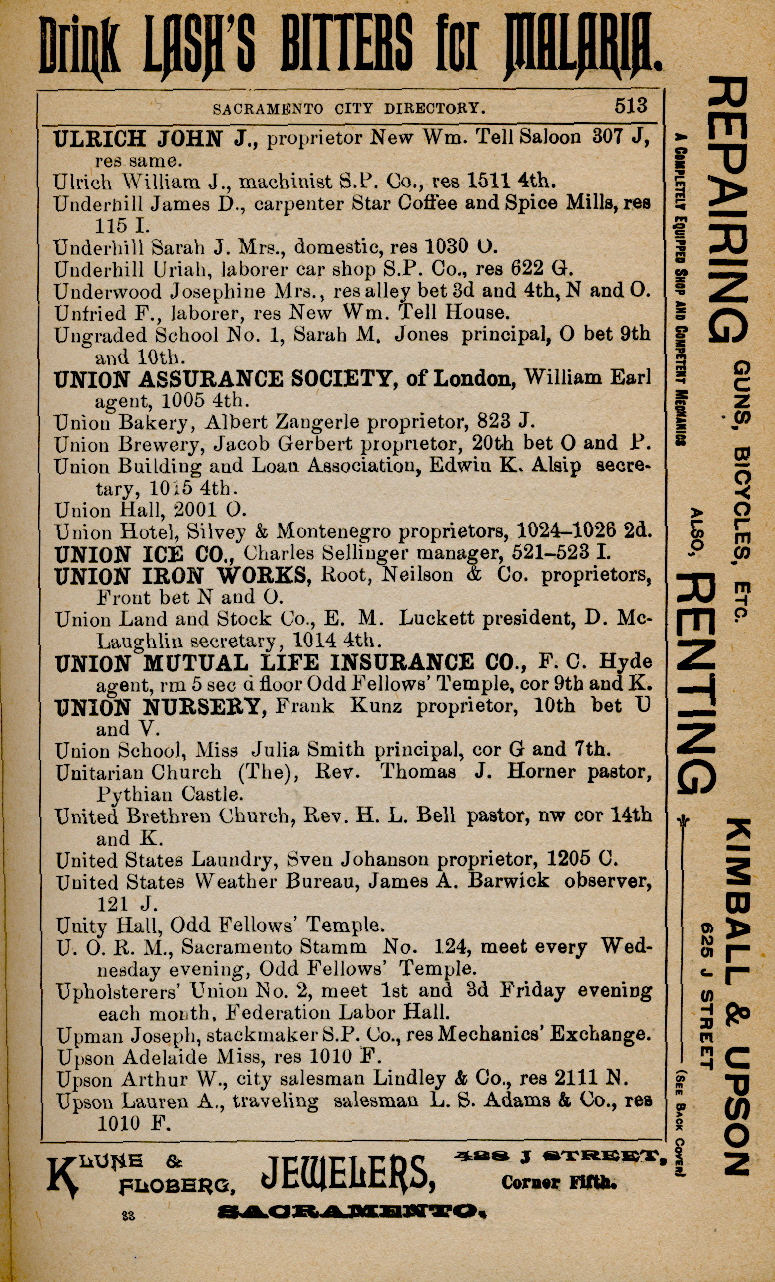 Drink LASH'S BITTERS for MALARIA.
SACRAMENTO CITY DIRECTORY. 513
ULRICH JOHN J., proprietor New Wm. Tell Saloon 307 J,
res same.
Ulrich William J., machinist S.P. Co., res 1511 4th.
Underhill James D., carpenter Star Coffee and Spice Mills, res
115 I.
Underhill Sarah J. Mrs., domestic, res 1030 O.
Underhill Uriah, laborer car shop S.P. Co., res 622 G.
Underwood Josephine Mrs., res alley bet 3d and 4th, N and O.
Unfried F., laborer, res New Wm. Tell House.
Ungraded School No. 1, Sarah M. Jones principal, O bet 9th
and 10th.
UNION ASSURANCE SOCIETY, of London, William Earl
agent, 1005 4th.
Union Bakery, Albert Zangerle proprietor, 823 J.
Union Brewery, Jacob Gerbert proprietor, 20th bet O and P.
Union Building and Loan Association, Edwin K. Alsip secre-
tary, 1015 4th.
Union Hall, 2001 O.
Union Hotel, Silvey & Montenegro proprietors, 1024–1026 2d.
UNION ICE CO., Charles Sellinger manager, 521–523 I.
UNION IRON WORKS, Root, Neilson & Co. proprietors,
Front bet N and O.
Union Land and Stock Co., E. M. Luckett president, D. Mc-
Laughlin secretary, 1014 4th.
UNION MUTUAL LIFE INSURANCE CO., F. C. Hyde
agent, rm 5 sec d floor Odd Fellows' Temple, cor 9th and K.
UNION NURSERY, Frank Kunz proprietor, 10th bet U
and V.
Union School, Miss Julia Smith principal, cor G and 7th.
Unitarian Church (The), Rev. Thomas J. Horner pastor,
Pythian Castle.
United Brethren Church, Rev. H. L. Bell pastor, nw cor 14th
and K.
United States Laundry, Sven Johanson proprietor, 1205 C.
United States Weather Bureau, James A. Barwick observer,
121 J.
Unity Hall, Odd Fellows' Temple.
U. O. R. M., Sacramento Stamm No. 124, meet every Wed-
nesday evening, Odd Fellows' Temple.
Upholsterers' Union No. 2, meet 1st and 3d Friday evening
each month, Federation Labor Hall.
Upman Joseph, stackmaker S.P. Co., res Mechanics' Exchange.
Upson Adelaide Miss, res 1010 F.
Upson Arthur W., city salesman Lindley & Co., res 2111 N.
Upson Lauren A., traveling salesman L. S. Adams & Co., res
1010 F.
KLUNE & FLOBERG, JEWELERS, 428 J STREET,
Corner Fifth.
SACRAMENTO.
33
REPAIRING GUNS, BICYCLES, ETC.
A COMPLETELY EQUIPPED SHOP AND COMPETENT MECHANICS
ALSO, RENTING
KIMBALL & UPSON
625 J STREET
(SEE BACK COVER)